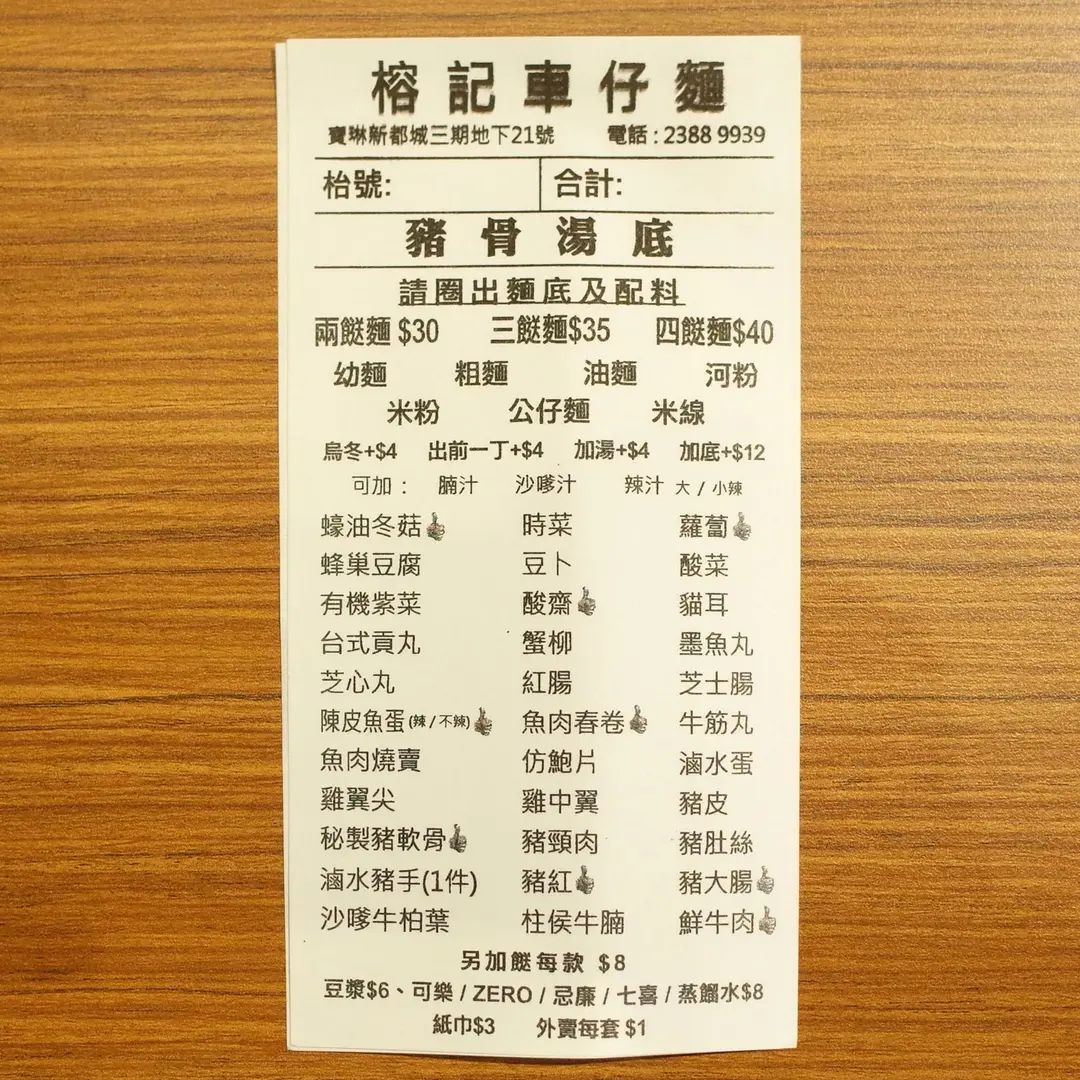 榕記車仔麵
寶琳新都城三期地下21號 電話 : 2388 9939
枱號: 合計:
豬骨湯底
請圈出麵底及配料
兩餸麵 $30 三餸麵$35 四餸麵$40
幼麵 粗麵 油麵 河粉
米粉 公仔麵 米線
烏冬+$4 出前一丁+$4 加湯+$4 加底+$12
可加 : 腩汁 沙嗲汁 辣汁 大 / 小辣
蠔油冬菇 時菜 蘿蔔
蜂巢豆腐 豆卜 酸菜
有機紫菜 酸齋 貓耳
台式貢丸 蟹柳 墨魚丸
芝心丸 紅腸 芝士腸
陳皮魚蛋(辣 / 不辣) 魚肉春卷 牛筋丸
魚肉燒賣 仿鮑片 滷水蛋
雞翼尖 雞中翼 豬皮
秘製豬軟骨 豬頸肉 豬肚絲
滷水豬手(1件) 豬紅 豬大腸
沙嗲牛柏葉 柱侯牛腩 鮮牛肉
另加餸每款 $8
豆漿$6、可樂 / ZERO / 忌廉 / 七喜 / 蒸餾水$8
紙巾$3 外賣每套 $1